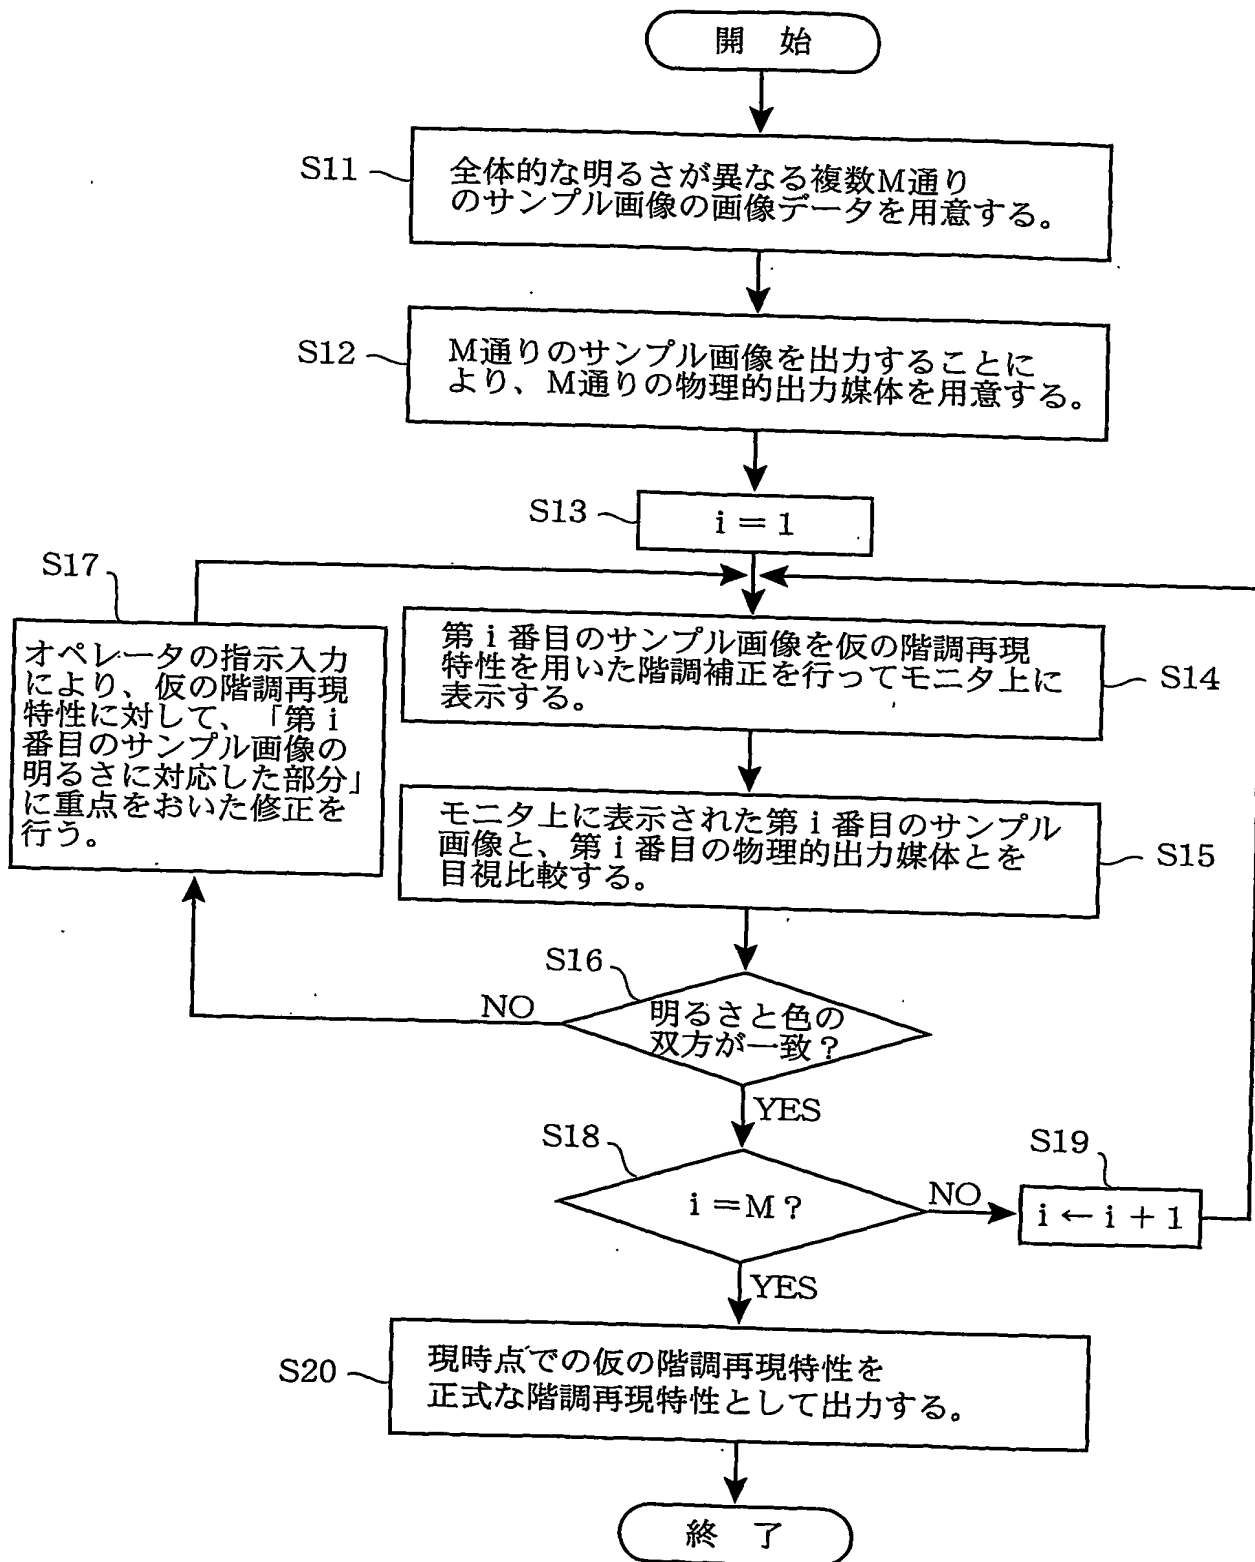 開 始
S11
全体的な明るさが異なる複数M通り
のサンプル画像の画像データを用意する。
S12
M通りのサンプル画像を出力することに
より、M通りの物理的出力媒体を用意する。
S13
i = 1
S17
オペレータの指示入力
により、仮の階調再現
特性に対して、「第 i
番目のサンプル画像の
明るさに対応した部分」
に重点をおいた修正を
行う。
第 i 番目のサンプル画像を仮の階調再現
特性を用いた階調補正を行ってモニタ上に
表示する。
S14
モニタ上に表示された第 i 番目のサンプル
画像と、第 i 番目の物理的出力媒体とを
目視比較する。
S15
S16
NO
明るさと色の
双方が一致？
YES
S18
i =M？
NO
S19
i ← i + 1
YES
S20
現時点での仮の階調再現特性を
正式な階調再現特性として出力する。
終 了